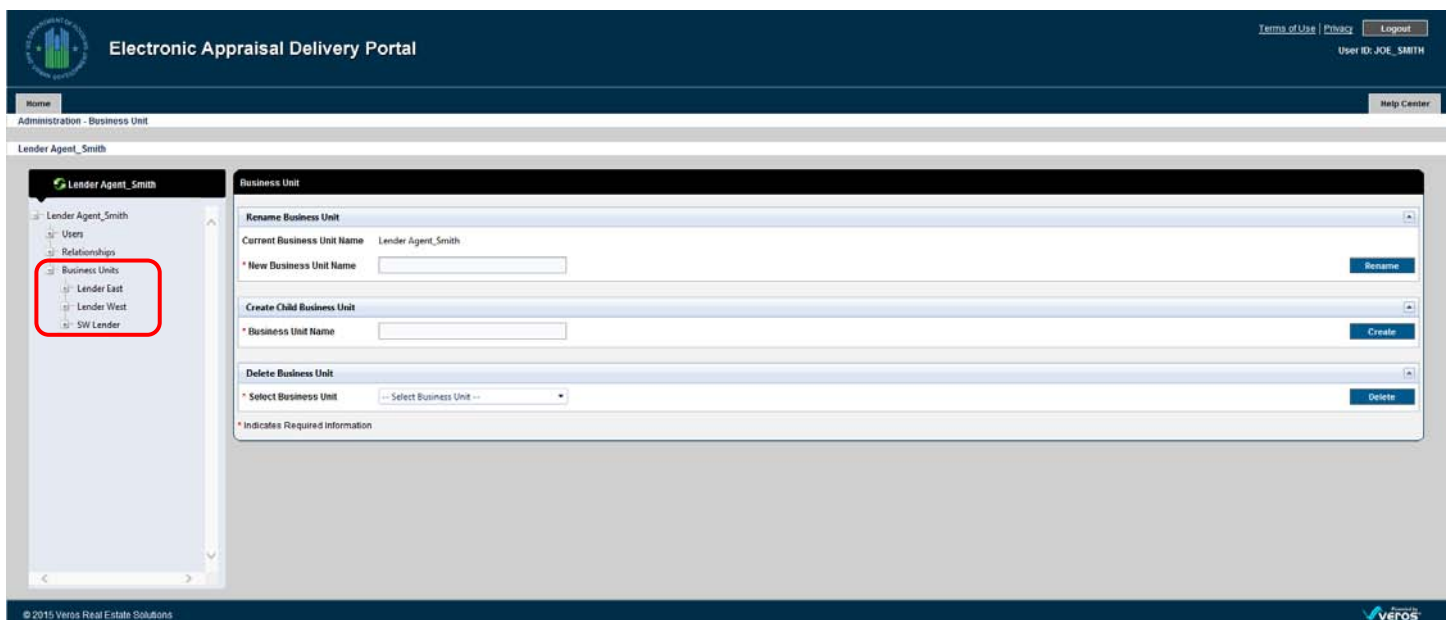 Terms of Use | Privacy Logout
Electronic Appraisal Delivery Portal
User ID: JOE_SMITH
Home Help Center
Administration - Business Unit
Lender Agent_Smith
Lender Agent_Smith
Business Unit
Lender Agent_Smith
Users
Relationships
Business Units
Lender East
Lender West
SW Lender
Rename Business Unit
Current Business Unit Name Lender Agent_Smith
* New Business Unit Name Rename
Create Child Business Unit
* Business Unit Name Create
Delete Business Unit
* Select Business Unit -- Select Business Unit -- Delete
* Indicates Required Information
© 2015 Veros Real Estate Solutions
Powered by
veros